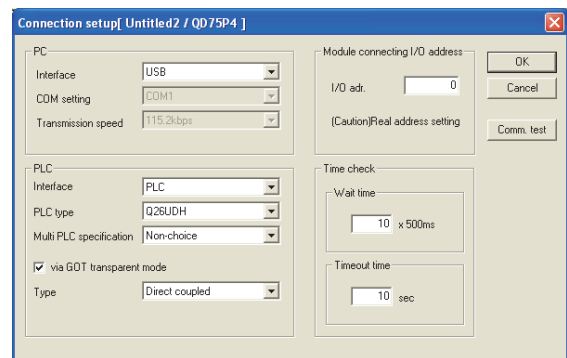 Connection setup[ Untitled2 / QD75P4 ]
PC
Interface USB
COM setting COM1
Transmission speed 115.2kbps
PLC
Interface PLC
PLC type Q26UDH
Multi PLC specification Non-choice
via GOT transparent mode
Type Direct coupled
Module connecting I/O address
I/O adr. 0
(Caution)Real address setting
Time check
Wait time
10 x 500ms
Timeout time
10 sec
OK
Cancel
Comm. test